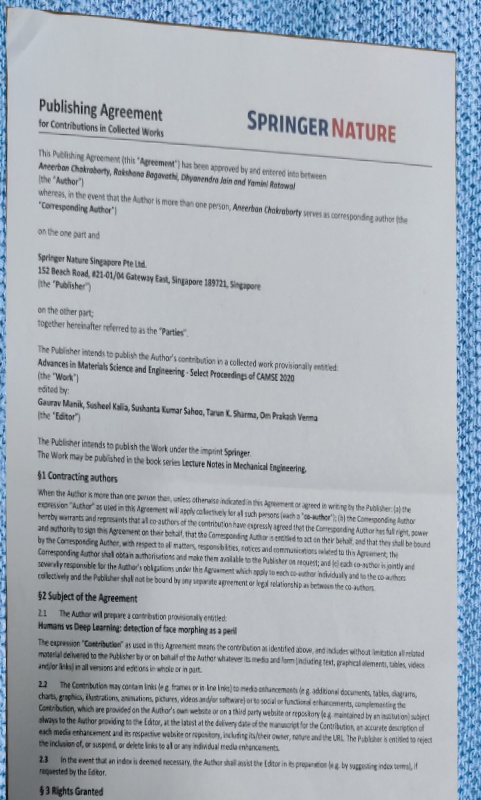 Publishing Agreement
for Contributions in Collected Works
SPRINGER NATURE
This Publishing Agreement (this "Agreement") has been approved by and entered into between
Aneerban Chakraborty, Rakshana Bagavathi, Dhyanendra Jain and Yamini Ratawal
(the "Author")
whereas, in the event that the Author is more than one person, Aneerban Chakraborty serves as corresponding author (the
"Corresponding Author")
on the one part and
Springer Nature Singapore Pte Ltd.
152 Beach Road, #21-01/04 Gateway East, Singapore 189721, Singapore
(the "Publisher")
on the other part;
together hereinafter referred to as the "Parties".
The Publisher intends to publish the Author's contribution in a collected work provisionally entitled:
Advances in Materials Science and Engineering - Select Proceedings of CAMSE 2020
(the "Work")
edited by:
Gaurav Manik, Susheel Kalia, Sushanta Kumar Sahoo, Tarun K. Sharma, Om Prakash Verma
(the "Editor")
The Publisher intends to publish the Work under the imprint Springer.
The Work may be published in the book series Lecture Notes in Mechanical Engineering.
§1 Contracting authors
When the Author is more than one person then, unless otherwise indicated in this Agreement or agreed in writing by the Publisher: (a) the
expression "Author" as used in this Agreement will apply collectively for all such persons (each a "co-author"); (b) the Corresponding Author
hereby warrants and represents that all co-authors of the contribution have expressly agreed that the Corresponding Author has full right, power
and authority to sign this Agreement on their behalf, that the Corresponding Author is entitled to act on their behalf, and that they shall be bound
by the Corresponding Author, with respect to all matters, responsibilities, notices and communications related to this Agreement; the
Corresponding Author shall obtain authorisations and make them available to the Publisher on request; and (c) each co-author is jointly and
severally responsible for the Author's obligations under this Agreement which apply to each co-author individually and to the co-authors
collectively and the Publisher shall not be bound by any separate agreement or legal relationship as between the co-authors.
§2 Subject of the Agreement
2.1 The Author will prepare a contribution provisionally entitled:
Humans vs Deep Learning: detection of face morphing as a peril
The expression "Contribution" as used in this Agreement means the contribution as identified above, and includes without limitation all related
material delivered to the Publisher by or on behalf of the Author whatever its media and form (including text, graphical elements, tables, videos
and/or links) in all versions and editions in whole or in part.
2.2 The Contribution may contain links (e.g. frames or in-line links) to media enhancements (e.g. additional documents, tables, diagrams,
charts, graphics, illustrations, animations, pictures, videos and/or software) or to social or functional enhancements, complementing the
Contribution, which are provided on the Author's own website or on a third party website or repository (e.g. maintained by an institution) subject
always to the Author providing to the Editor, at the latest at the delivery date of the manuscript for the Contribution, an accurate description of
each media enhancement and its respective website or repository, including its/their owner, nature and the URL. The Publisher is entitled to reject
the inclusion of, or suspend, or delete links to all or any individual media enhancements.
2.3 In the event that an index is deemed necessary, the Author shall assist the Editor in its preparation (e.g. by suggesting index terms), if
requested by the Editor.
§ 3 Rights Granted